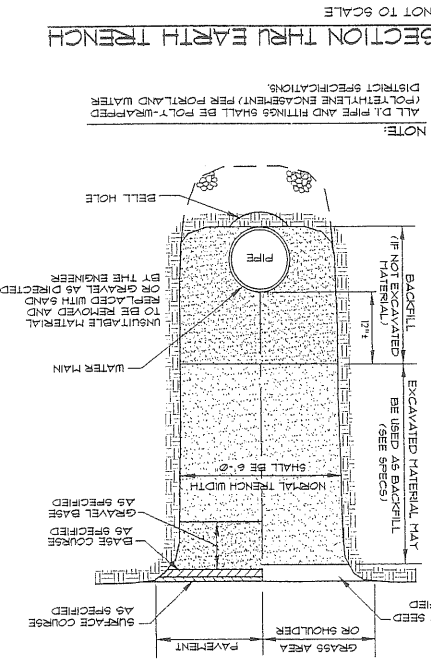 GRASS AREA
OR SHOULDER
PAVEMENT
SEED
FIED
SURFACE COURSE
AS SPECIFIED
BASE COURSE
AS SPECIFIED
GRAVEL BASE
AS SPECIFIED
NORMAL TRENCH WIDTH
SHALL BE 6'-0"
EXCAVATED MATERIAL MAY
BE USED AS BACKFILL
(SEE SPECS)
WATER MAIN
12"±
BACKFILL
(IF NOT EXCAVATED
MATERIAL)
UNSUITABLE MATERIAL
TO BE REMOVED AND
REPLACED WITH SAND
OR GRAVEL AS DIRECTED
BY THE ENGINEER
PIPE
BELL HOLE
NOTE:
ALL D.I. PIPE AND FITTINGS SHALL BE POLY-WRAPPED
(POLYETHYLENE ENCASEMENT) PER PORTLAND WATER
DISTRICT SPECIFICATIONS.
SECTION THRU EARTH TRENCH
NOT TO SCALE